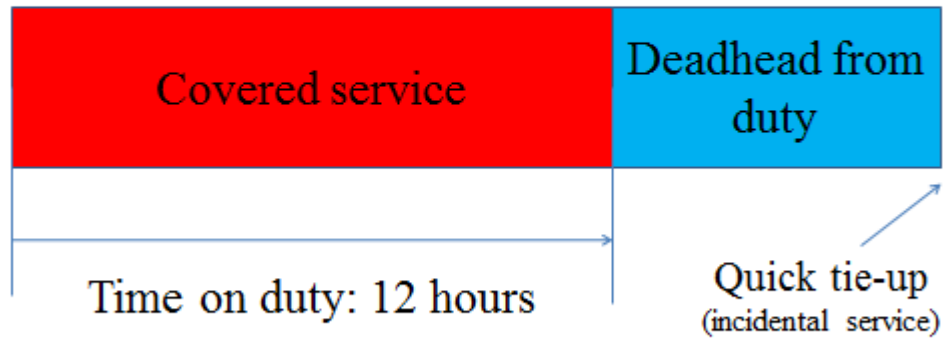 Covered service
Deadhead from
duty
Time on duty: 12 hours
Quick tie-up
(incidental service)